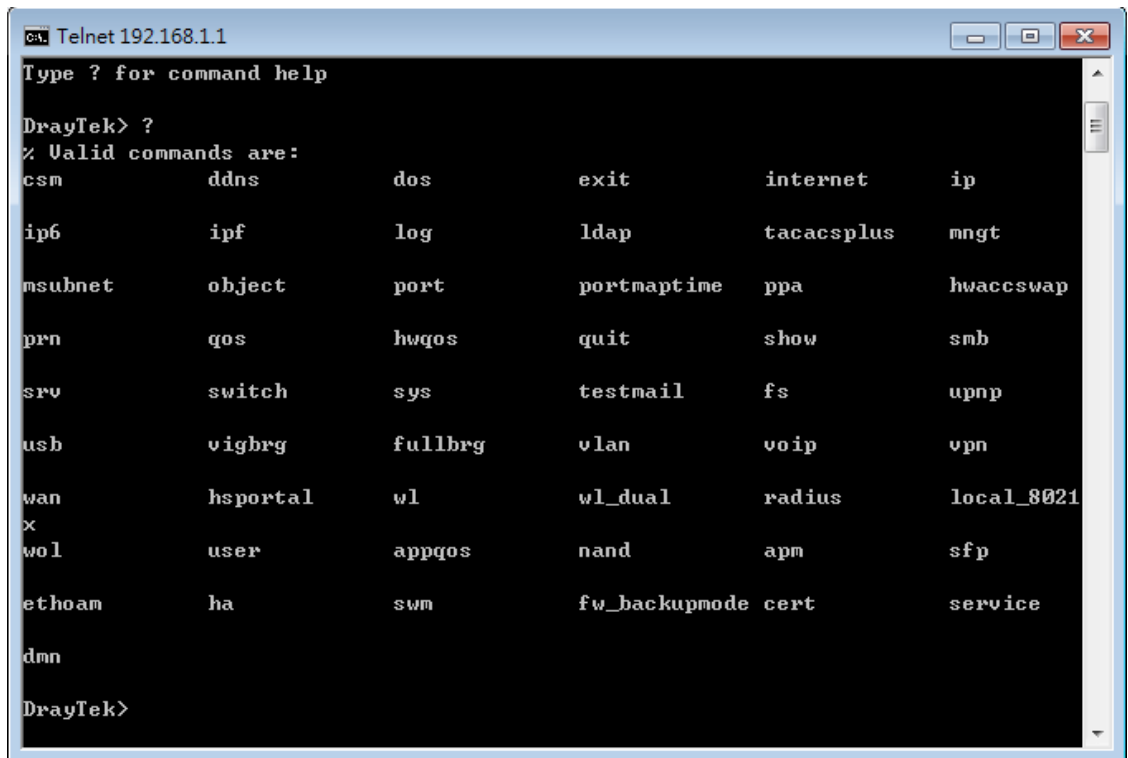 Telnet 192.168.1.1
Type ? for command help
DrayTek> ?
% Valid commands are:
csm ddns dos exit internet ip
ip6 ipf log ldap tacacsplus mngt
msubnet object port portmaptime ppa hwaccswap
prn qos hwqos quit show smb
srv switch sys testmail fs upnp
usb vigbrg fullbrg vlan voip vpn
wan hsportal wl wl_dual radius local_8021
x
wol user appqos nand apm sfp
ethoam ha swm fw_backupmode cert service
dmn
DrayTek>